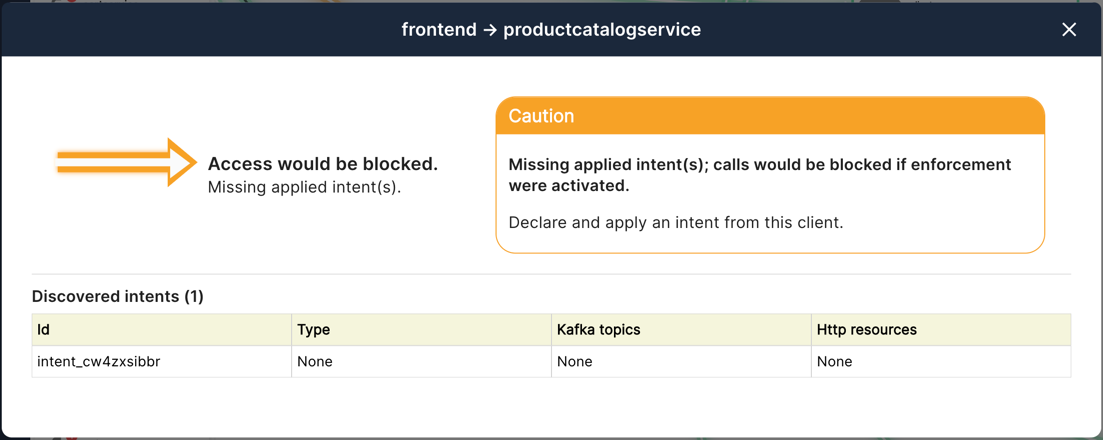 frontend → productcatalogservice
Access would be blocked.
Missing applied intent(s).
Caution
Missing applied intent(s); calls would be blocked if enforcement
were activated.
Declare and apply an intent from this client.
Discovered intents (1)
Id Type Kafka topics Http resources
intent_cw4zxsibbr None None None